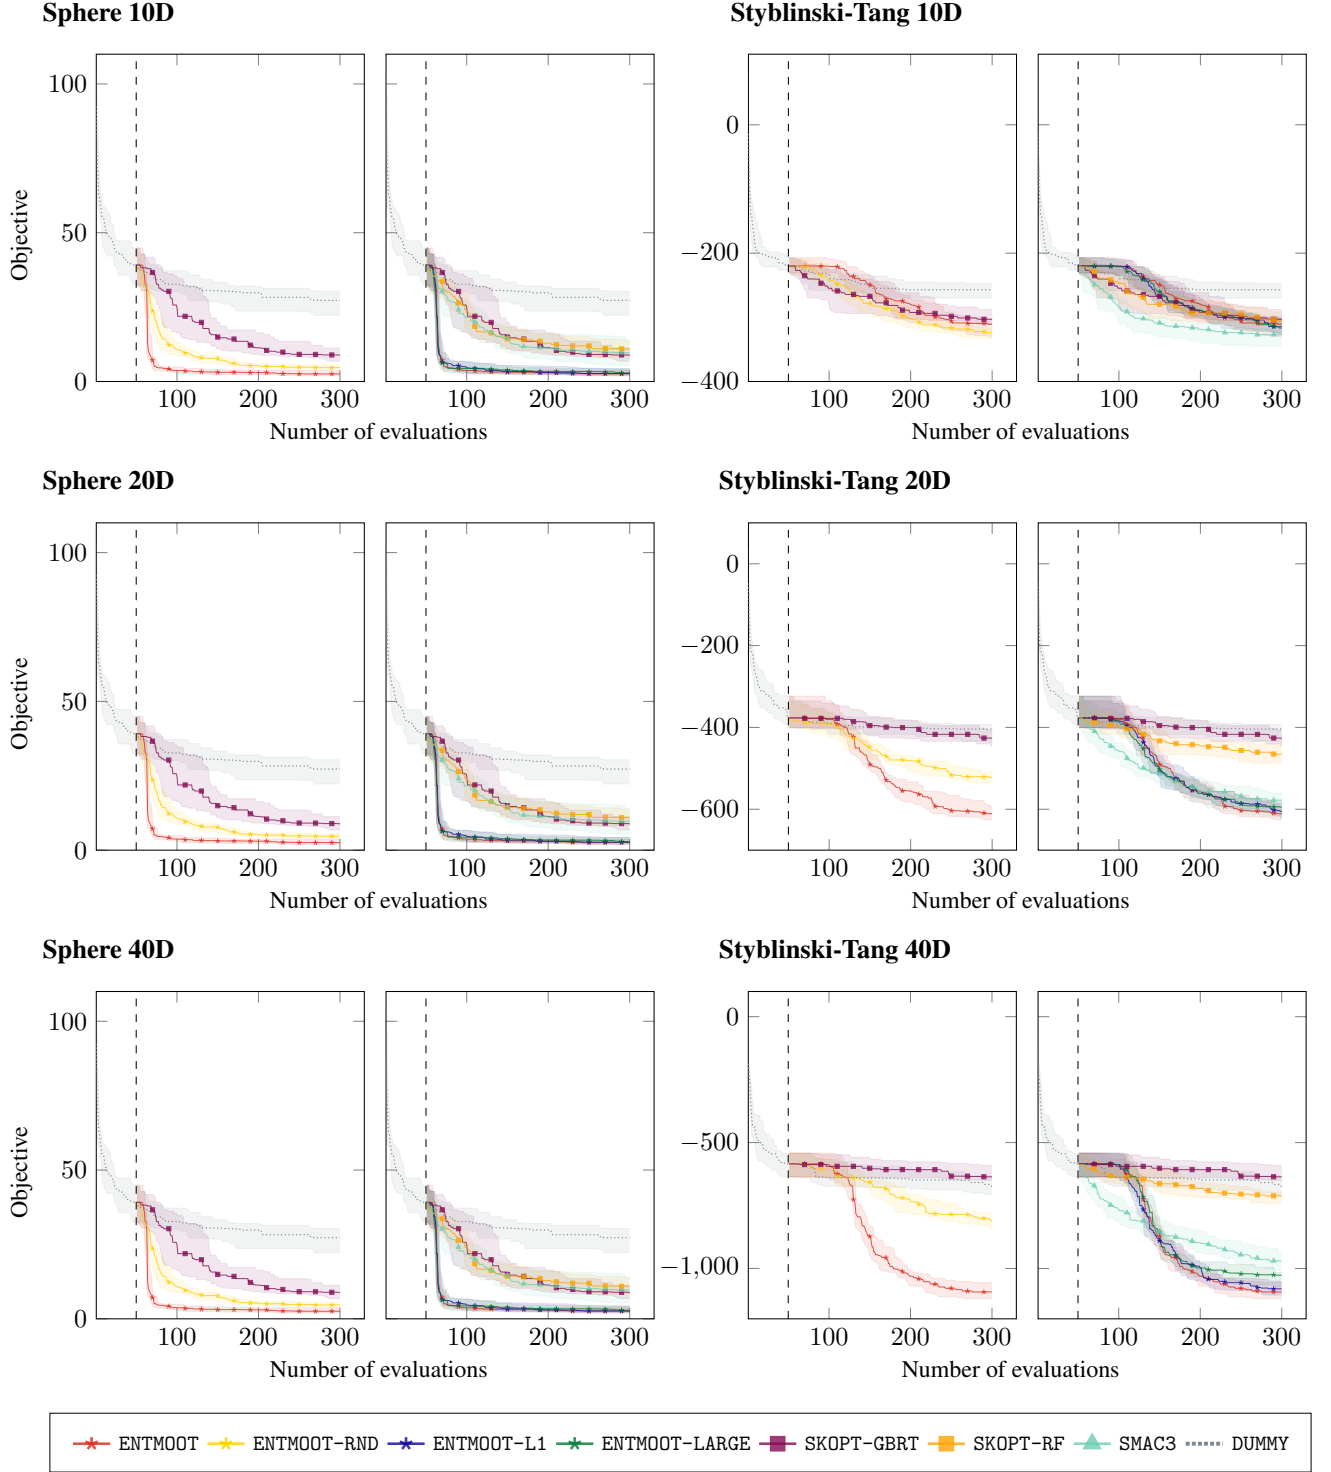 Sphere 10D
Styblinski-Tang 10D
Objective
100
50
0
100 200 300
100 200 300
Number of evaluations
0
−200
−400
100 200 300
100 200 300
Number of evaluations
Sphere 20D
Styblinski-Tang 20D
Objective
100
50
0
100 200 300
100 200 300
Number of evaluations
0
−200
−400
−600
100 200 300
100 200 300
Number of evaluations
Sphere 40D
Styblinski-Tang 40D
Objective
100
50
0
100 200 300
100 200 300
Number of evaluations
0
−500
−1,000
100 200 300
100 200 300
Number of evaluations
ENTMOOT ENTMOOT-RND ENTMOOT-L1 ENTMOOT-LARGE SKOPT-GBRT SKOPT-RF SMAC3 DUMMY